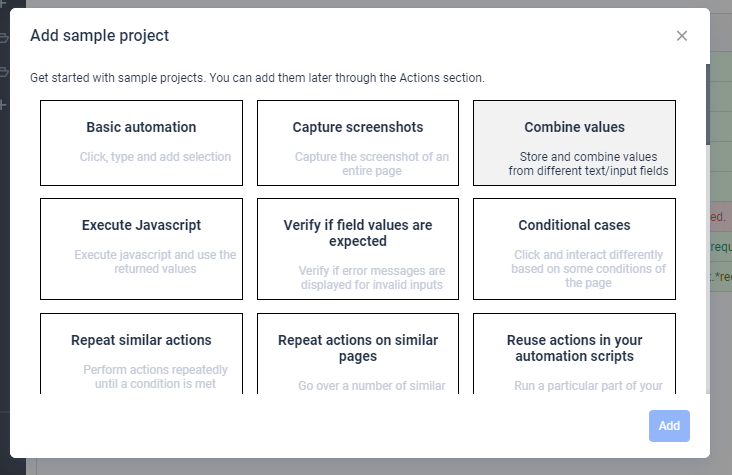 Add sample project
Get started with sample projects. You can add them later through the Actions section.
Basic automation
Click, type and add selection
Capture screenshots
Capture the screenshot of an
entire page
Combine values
Store and combine values
from different text/input fields
Execute Javascript
Execute javascript and use the
returned values
Verify if field values are
expected
Verify if error messages are
displayed for invalid inputs
Conditional cases
Click and interact differently
based on some conditions of
the page
Repeat similar actions
Perform actions repeatedly
until a condition is met
Repeat actions on similar
pages
Go over a number of similar
Reuse actions in your
automation scripts
Run a particular part of your
Add
ed.